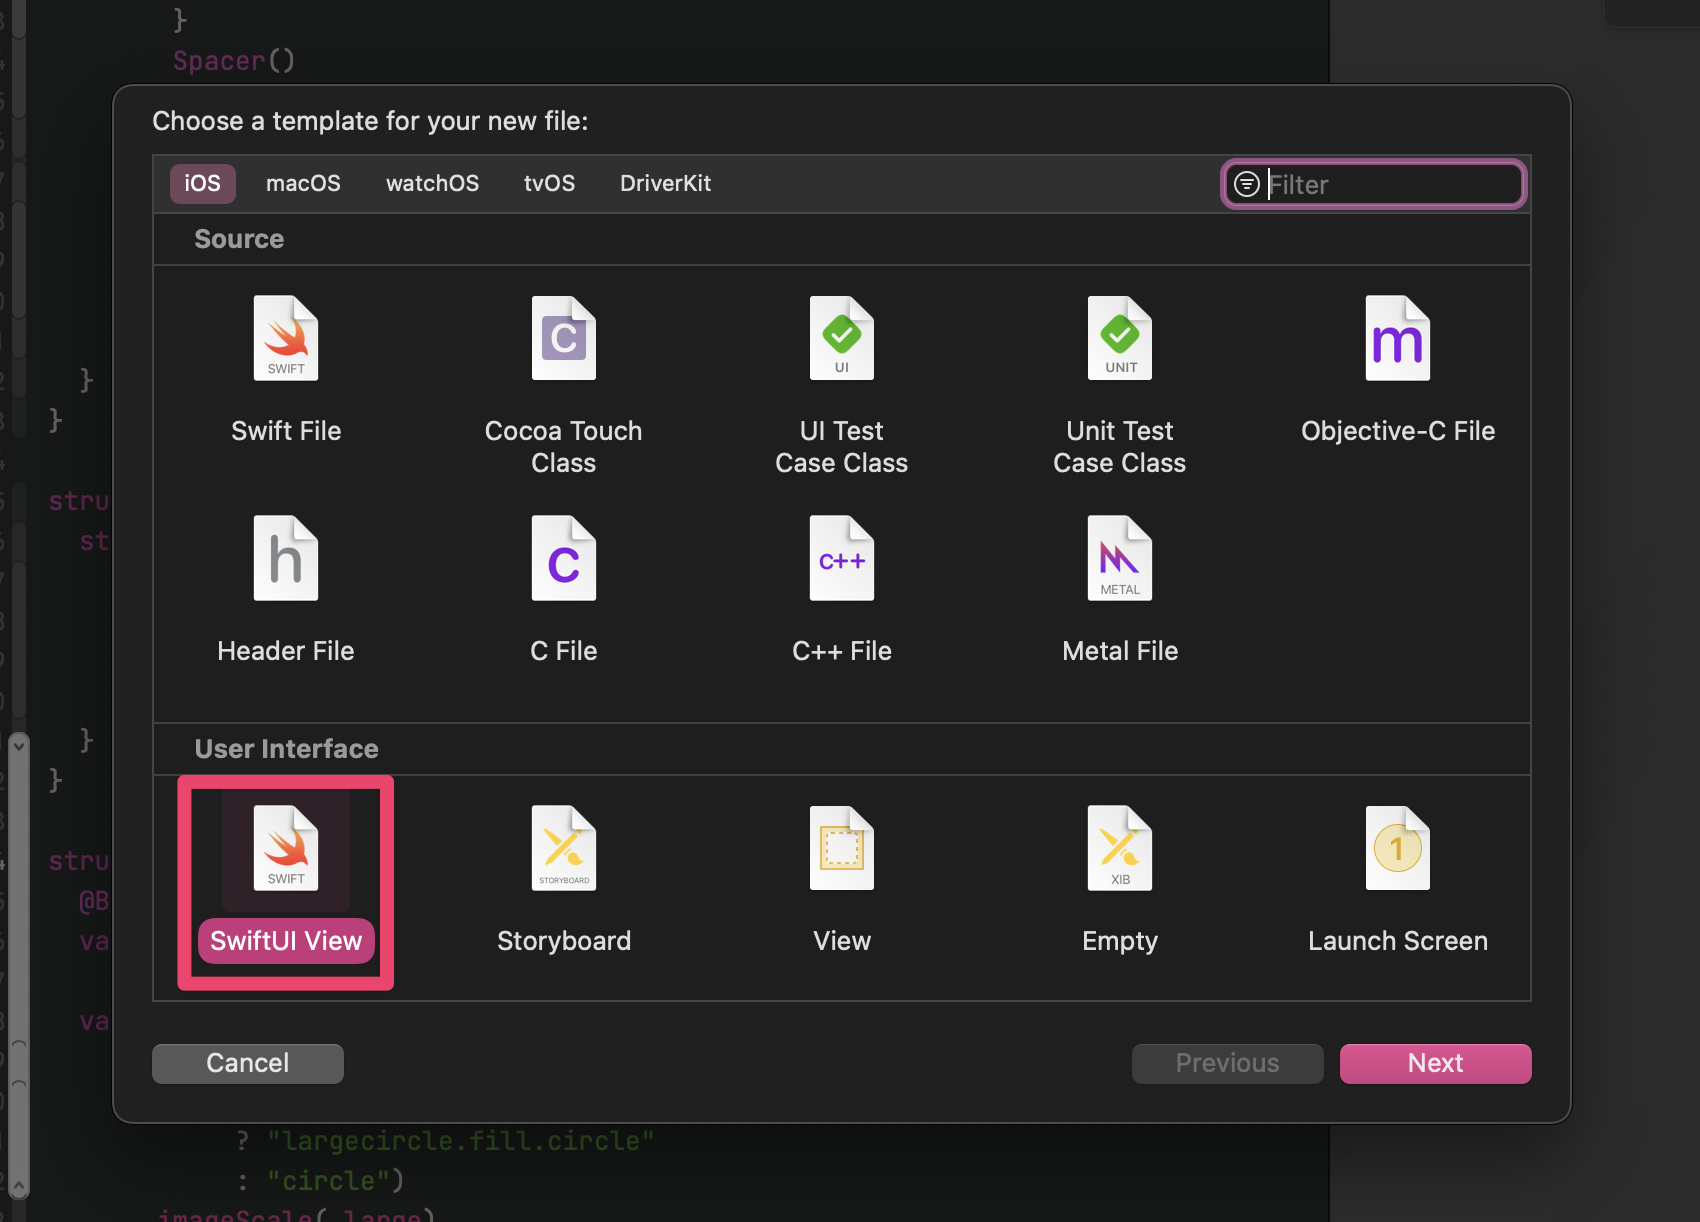 }
Spacer()
Choose a template for your new file:
iOS macOS watchOS tvOS DriverKit Filter
Source
SWIFT C UI UNIT m
Swift File Cocoa Touch Class UI Test Case Class Unit Test Case Class Objective-C File
h C C++ METAL
Header File C File C++ File Metal File
User Interface
SWIFT STORYBOARD XIB 1
SwiftUI View Storyboard View Empty Launch Screen
Cancel Previous Next
}
}
stru
st
}
}
stru
@B
va
va
? "largecircle.fill.circle"
: "circle")
imageScale(.large)